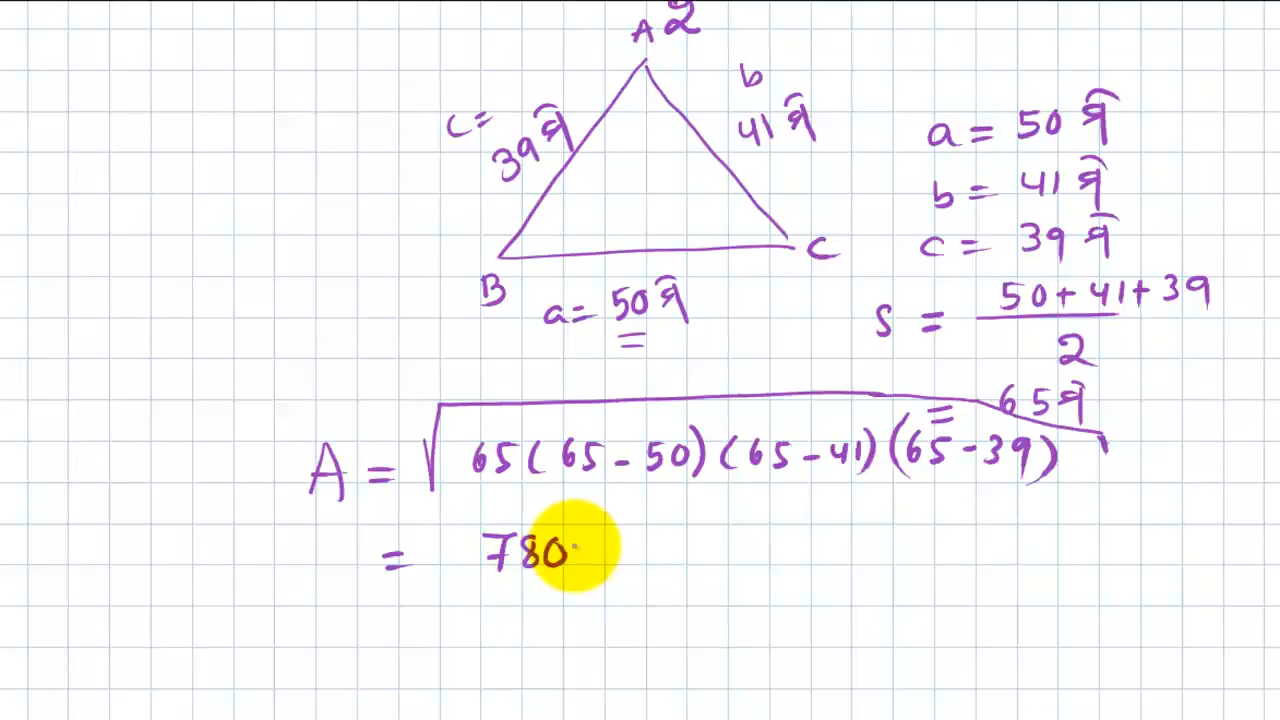 A 2
b
c =
39 मी
41 मी
a = 50 मी
b = 41 मी
c = 39 मी
B
C
a = 50 मी
s = 50 + 41 + 39
2
65 मी
A = √65 (65 - 50) (65 - 41) (65 - 39)
= 780